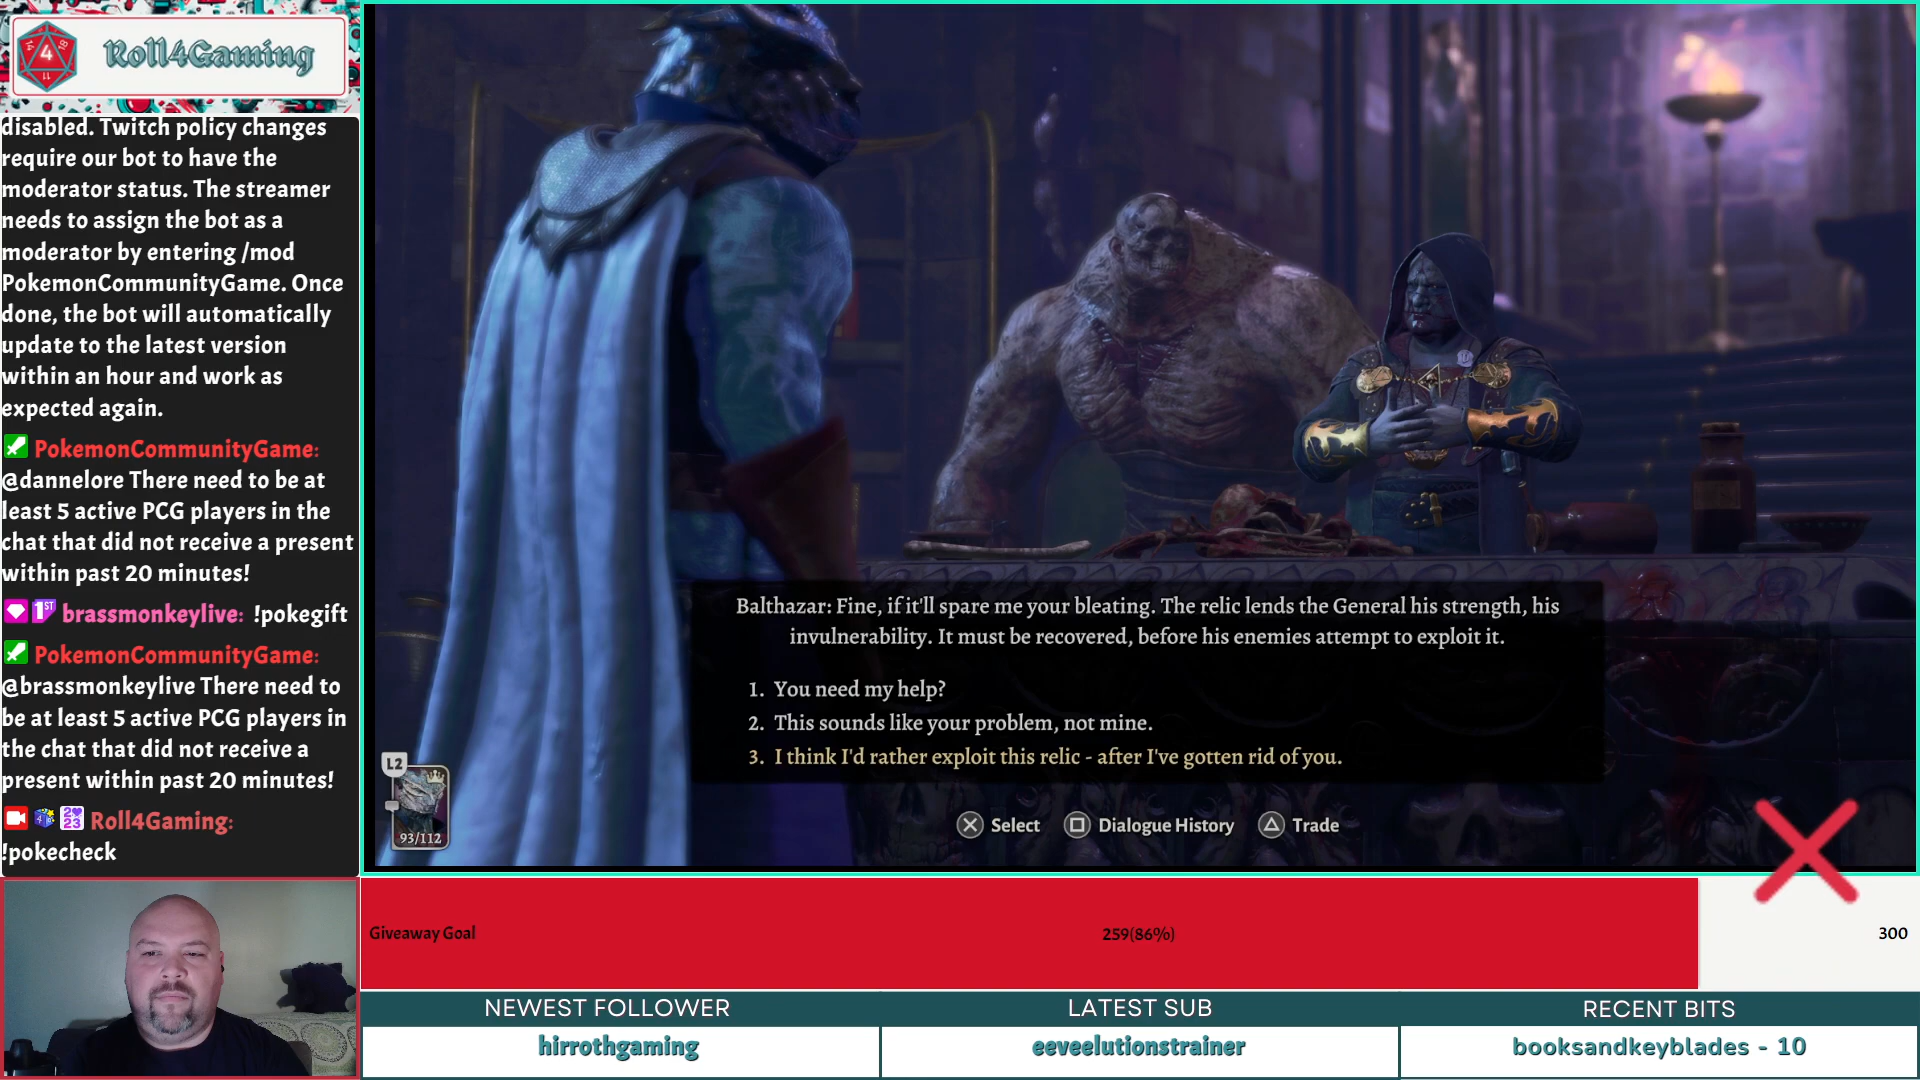 4
Roll4Gaming
disabled. Twitch policy changes
require our bot to have the
moderator status. The streamer
needs to assign the bot as a
moderator by entering /mod
PokemonCommunityGame. Once
done, the bot will automatically
update to the latest version
within an hour and work as
expected again.
PokemonCommunityGame:
@dannelore There need to be at
least 5 active PCG players in the
chat that did not receive a present
within past 20 minutes!
1ST brassmonkeylive: !pokegift
PokemonCommunityGame:
@brassmonkeylive There need to
be at least 5 active PCG players in
the chat that did not receive a
present within past 20 minutes!
Roll4Gaming:
!pokecheck
Balthazar: Fine, if it'll spare me your bleating. The relic lends the General his strength, his
invulnerability. It must be recovered, before his enemies attempt to exploit it.
1. You need my help?
2. This sounds like your problem, not mine.
3. I think I'd rather exploit this relic - after I've gotten rid of you.
L2
93/112
Select Dialogue History Trade
Giveaway Goal 259(86%) 300
NEWEST FOLLOWER LATEST SUB RECENT BITS
hirrothgaming eeveelutionstrainer booksandkeyblades - 10